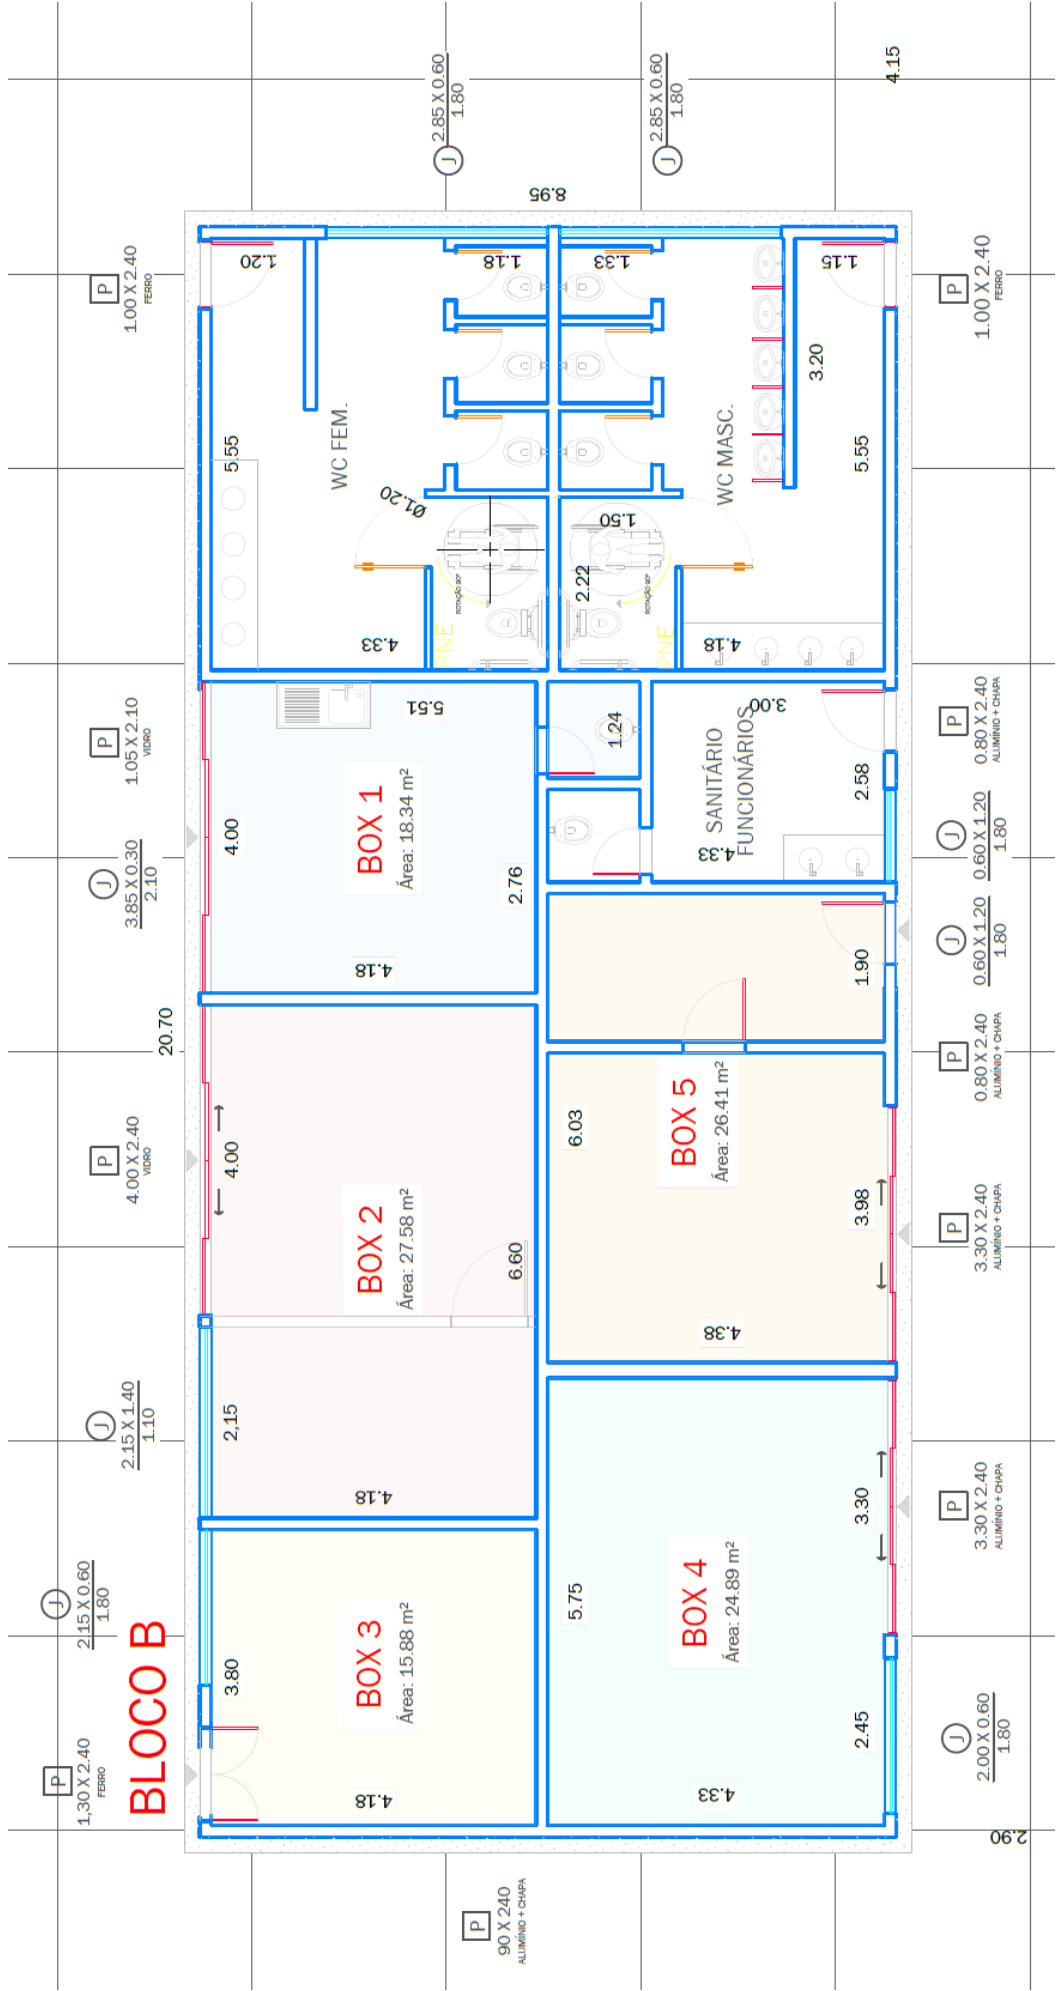 BLOCO B
P
1,30 X 2.40
FERRO
J
2.15 X 0.60
1.80
J
2.15 X 1.40
1.10
P
4.00 X 2.40
VIDRO
J
3.85 X 0.30
2.10
P
1.05 X 2.10
VIDRO
P
1.00 X 2.40
FERRO
20.70
3.80
2,15
4.00
4.00
5.55
1.20
BOX 3
Área: 15.88 m²
4.18
BOX 2
Área: 27.58 m²
4.18
6.60
BOX 1
Área: 18.34 m²
4.18
2.76
5.51
WC FEM.
4.33
Ø1.20
1.18
PNE
ROTAÇÃO 90°
P
90 X 240
ALUMÍNIO + CHAPA
8.95
J
2.85 X 0.60
1.80
J
2.85 X 0.60
1.80
5.75
BOX 4
Área: 24.89 m²
4.33
2.45
3.30
6.03
BOX 5
Área: 26.41 m²
4.38
3.98
1.90
1.24
SANITÁRIO
FUNCIONÁRIOS
4.33
3.00
2.58
2.22
1.50
1.33
PNE
ROTAÇÃO 90°
WC MASC.
4.18
3.20
5.55
1.15
J
2.00 X 0.60
1.80
P
3.30 X 2.40
ALUMÍNIO + CHAPA
P
3.30 X 2.40
ALUMÍNIO + CHAPA
P
0.80 X 2.40
ALUMÍNIO + CHAPA
J
0.60 X 1.20
1.80
J
0.60 X 1.20
1.80
P
0.80 X 2.40
ALUMÍNIO + CHAPA
P
1.00 X 2.40
FERRO
2.90
4.15